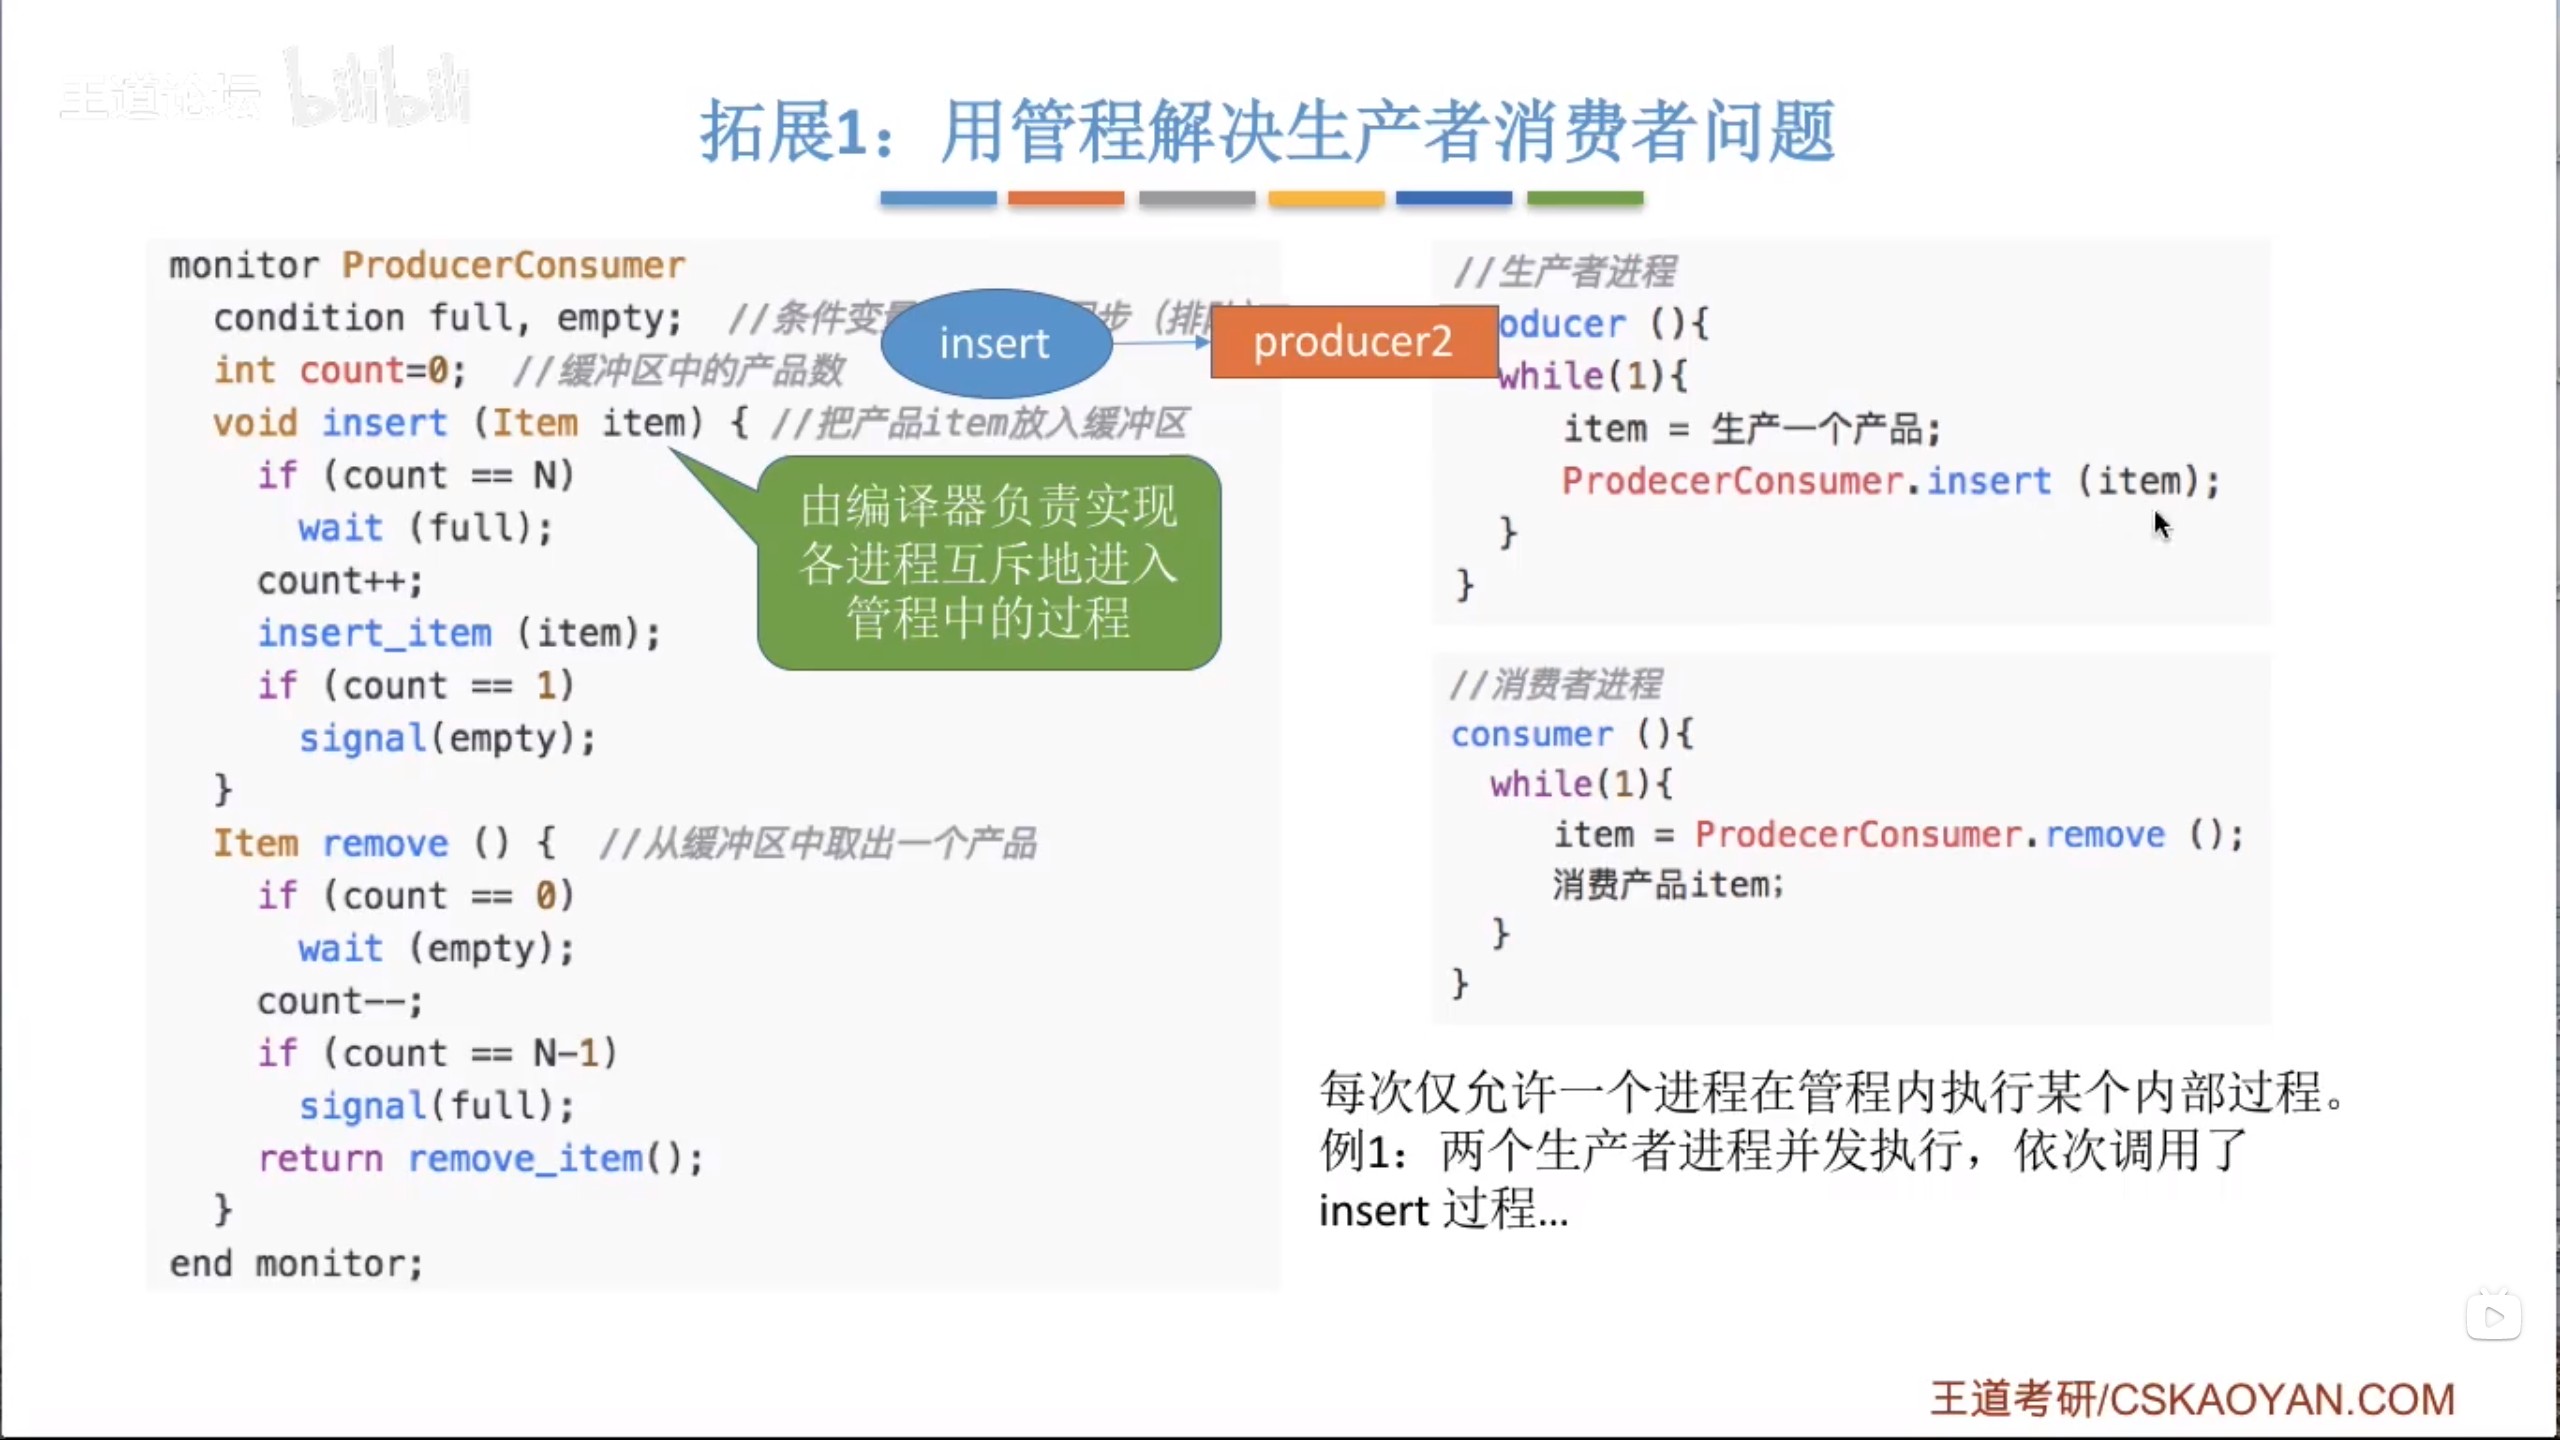 王道论坛 bilibili
拓展1：用管程解决生产者消费者问题
monitor ProducerConsumer
condition full, empty; //条件变量 步（排
int count=0; //缓冲区中的产品数
void insert (Item item) { //把产品item放入缓冲区
if (count == N)
wait (full);
count++;
insert_item (item);
if (count == 1)
signal(empty);
}
Item remove () { //从缓冲区中取出一个产品
if (count == 0)
wait (empty);
count--;
if (count == N-1)
signal(full);
return remove_item();
}
end monitor;
insert
producer2
由编译器负责实现
各进程互斥地进入
管程中的过程
//生产者进程
oducer (){
while(1){
item = 生产一个产品;
ProdecerConsumer.insert (item);
}
}
//消费者进程
consumer (){
while(1){
item = ProdecerConsumer.remove ();
消费产品item;
}
}
每次仅允许一个进程在管程内执行某个内部过程。
例1：两个生产者进程并发执行，依次调用了
insert 过程...
王道考研/CSKAOYAN.COM